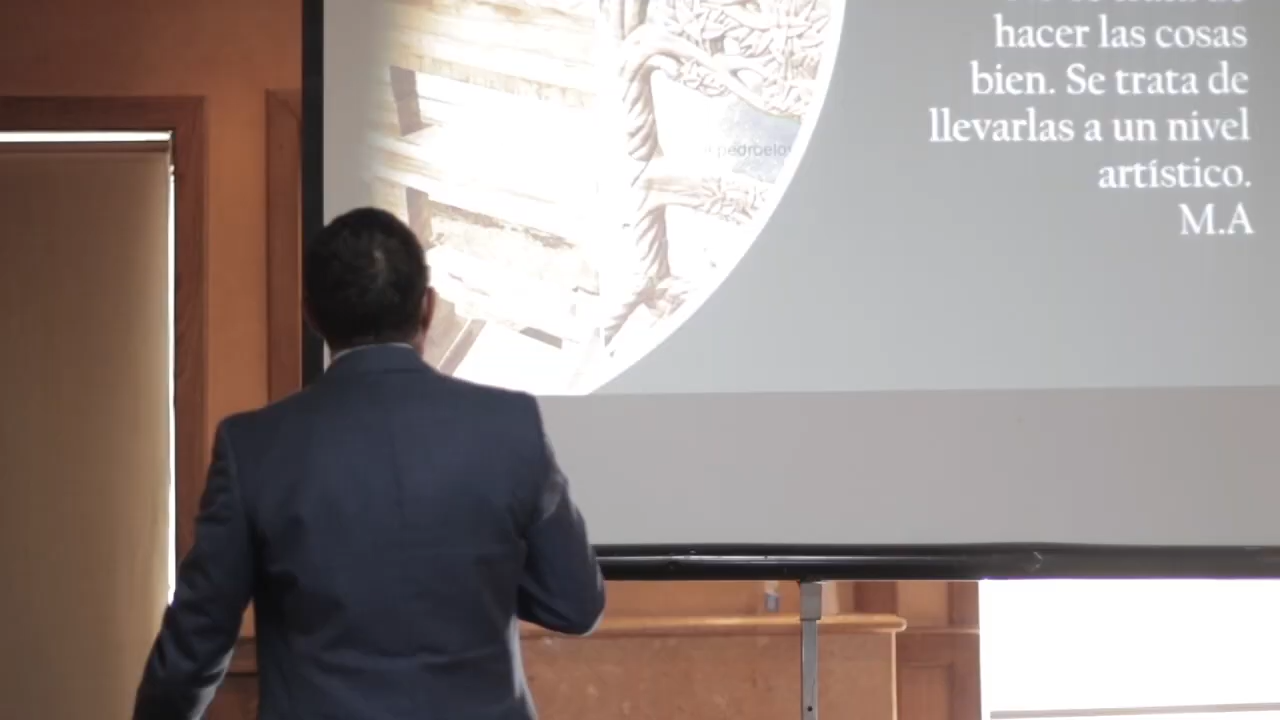 hacer las cosas
bien. Se trata de
llevarlas a un nivel
artístico.
M.A